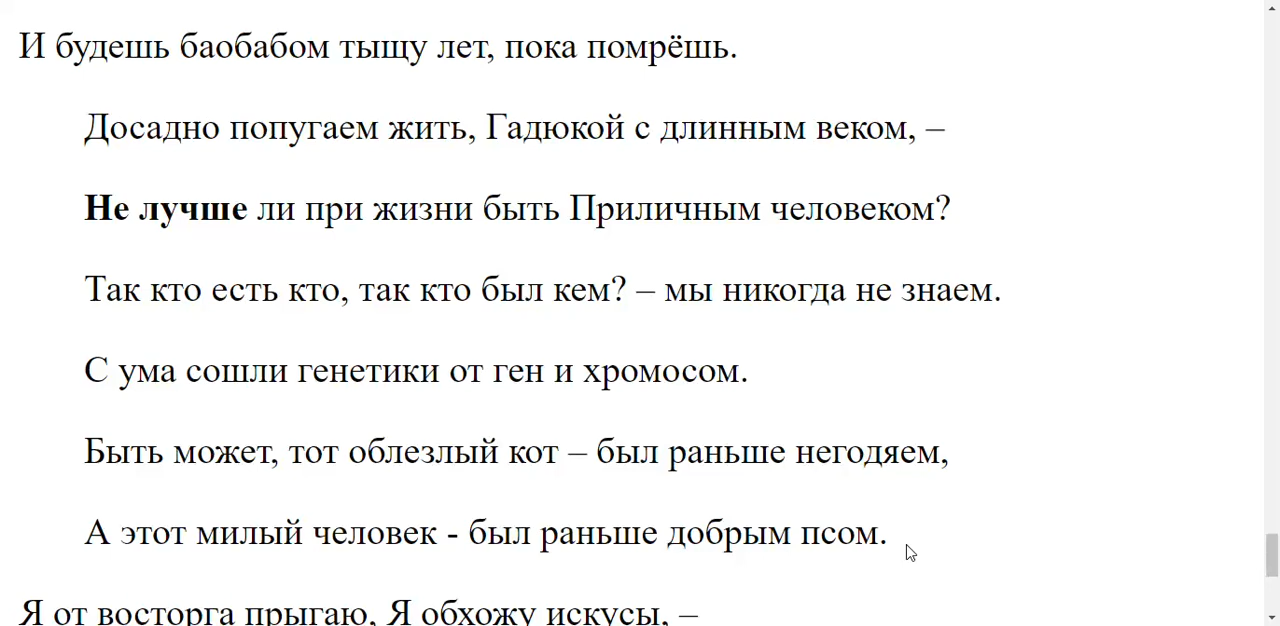 И будешь баобабом тыщу лет, пока помрёшь.
Досадно попугаем жить, Гадюкой с длинным веком, –
Не лучше ли при жизни быть Приличным человеком?
Так кто есть кто, так кто был кем? – мы никогда не знаем.
С ума сошли генетики от ген и хромосом.
Быть может, тот облезлый кот – был раньше негодяем,
А этот милый человек - был раньше добрым псом.
Я от восторга прыгаю, Я обхожу искусы, –